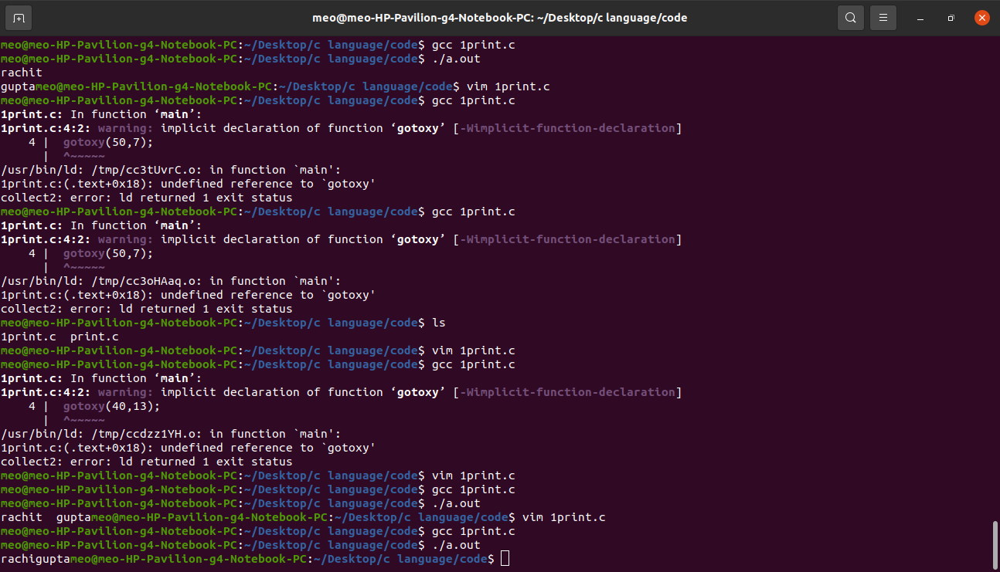 meo@meo-HP-Pavilion-g4-Notebook-PC: ~/Desktop/c language/code
meo@meo-HP-Pavilion-g4-Notebook-PC:~/Desktop/c language/code$ gcc 1print.c
meo@meo-HP-Pavilion-g4-Notebook-PC:~/Desktop/c language/code$ ./a.out
rachit
guptameo@meo-HP-Pavilion-g4-Notebook-PC:~/Desktop/c language/code$ vim 1print.c
meo@meo-HP-Pavilion-g4-Notebook-PC:~/Desktop/c language/code$ gcc 1print.c
1print.c: In function ‘main’:
1print.c:4:2: warning: implicit declaration of function ‘gotoxy’ [-Wimplicit-function-declaration]
    4 |  gotoxy(50,7);
      |  ^~~~~~
/usr/bin/ld: /tmp/cc3tUvrC.o: in function `main':
1print.c:(.text+0x18): undefined reference to `gotoxy'
collect2: error: ld returned 1 exit status
meo@meo-HP-Pavilion-g4-Notebook-PC:~/Desktop/c language/code$ gcc 1print.c
1print.c: In function ‘main’:
1print.c:4:2: warning: implicit declaration of function ‘gotoxy’ [-Wimplicit-function-declaration]
    4 |  gotoxy(50,7);
      |  ^~~~~~
/usr/bin/ld: /tmp/cc3oHAaq.o: in function `main':
1print.c:(.text+0x18): undefined reference to `gotoxy'
collect2: error: ld returned 1 exit status
meo@meo-HP-Pavilion-g4-Notebook-PC:~/Desktop/c language/code$ ls
1print.c  print.c
meo@meo-HP-Pavilion-g4-Notebook-PC:~/Desktop/c language/code$ vim 1print.c
meo@meo-HP-Pavilion-g4-Notebook-PC:~/Desktop/c language/code$ gcc 1print.c
1print.c: In function ‘main’:
1print.c:4:2: warning: implicit declaration of function ‘gotoxy’ [-Wimplicit-function-declaration]
    4 |  gotoxy(40,13);
      |  ^~~~~~
/usr/bin/ld: /tmp/ccdzz1YH.o: in function `main':
1print.c:(.text+0x18): undefined reference to `gotoxy'
collect2: error: ld returned 1 exit status
meo@meo-HP-Pavilion-g4-Notebook-PC:~/Desktop/c language/code$ vim 1print.c
meo@meo-HP-Pavilion-g4-Notebook-PC:~/Desktop/c language/code$ gcc 1print.c
meo@meo-HP-Pavilion-g4-Notebook-PC:~/Desktop/c language/code$ ./a.out
rachit  guptameo@meo-HP-Pavilion-g4-Notebook-PC:~/Desktop/c language/code$ vim 1print.c
meo@meo-HP-Pavilion-g4-Notebook-PC:~/Desktop/c language/code$ gcc 1print.c
meo@meo-HP-Pavilion-g4-Notebook-PC:~/Desktop/c language/code$ ./a.out
rachiguptameo@meo-HP-Pavilion-g4-Notebook-PC:~/Desktop/c language/code$